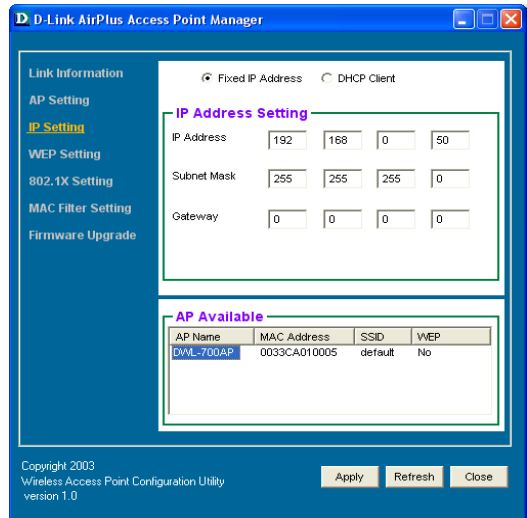 D D-Link AirPlus Access Point Manager
Link Information
AP Setting
IP Setting
WEP Setting
802.1X Setting
MAC Filter Setting
Firmware Upgrade
Fixed IP Address DHCP Client
IP Address Setting
IP Address 192 168 0 50
Subnet Mask 255 255 255 0
Gateway 0 0 0 0
AP Available
AP Name MAC Address SSID WEP
DWL-700AP 0033CA010005 default No
Copyright 2003
Wireless Access Point Configuration Utility
version 1.0
Apply Refresh Close